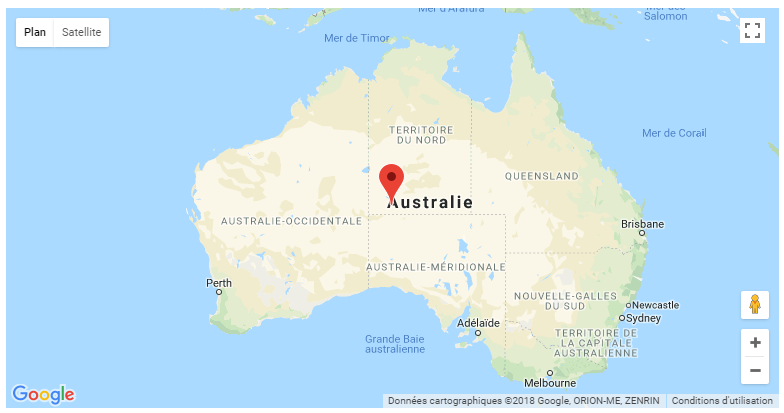 Mer d'Arafura
Mer des
Salomon
Plan
Satellite
Mer de Timor
TERRITOIRE
DU NORD
Mer de Corail
QUEENSLAND
Australie
AUSTRALIE-OCCIDENTALE
Brisbane
AUSTRALIE-MÉRIDIONALE
Perth
NOUVELLE-GALLES
DU SUD
Newcastle
Sydney
Adélaïde
Grande Baie
australienne
TERRITOIRE DE
LA CAPITALE
AUSTRALIENNE
Melbourne
Google
Données cartographiques ©2018 Google, ORION-ME, ZENRIN
Conditions d'utilisation